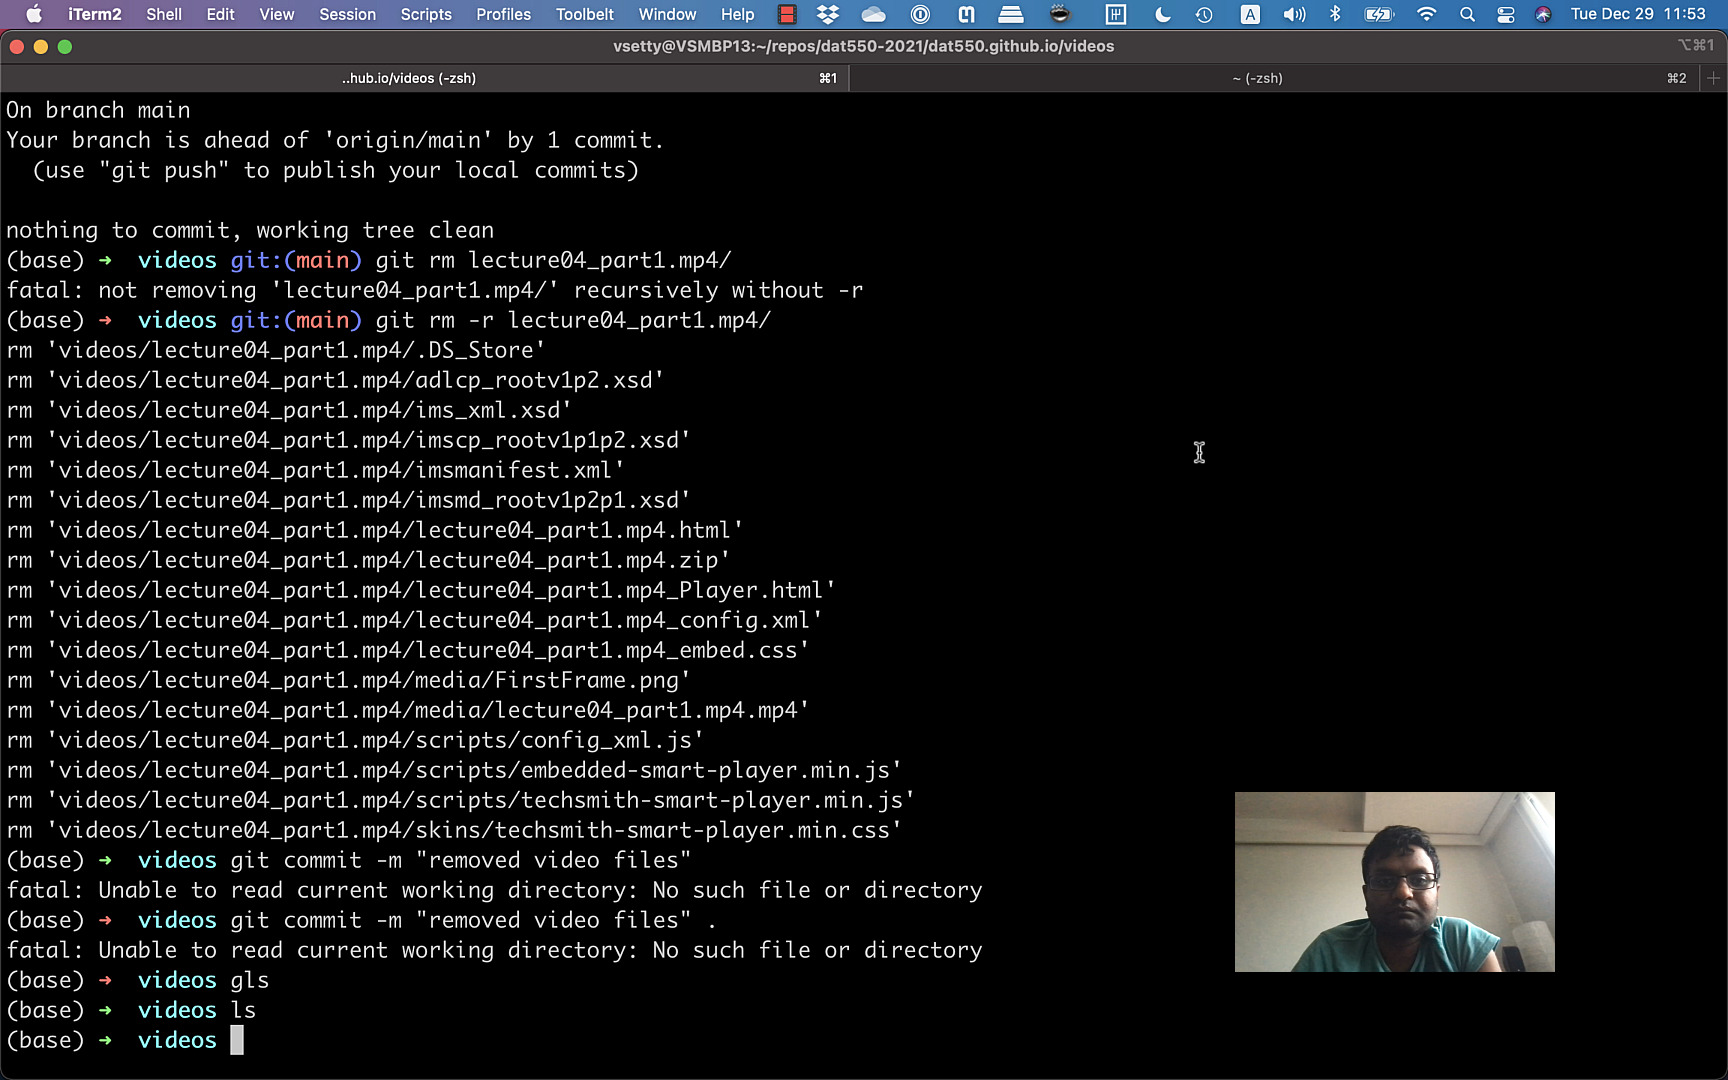 iTerm2 Shell Edit View Session Scripts Profiles Toolbelt Window Help A Tue Dec 29 11:53
vsetty@VSMBP13:~/repos/dat550-2021/dat550.github.io/videos ⌥⌘1
..hub.io/videos (-zsh) ⌘1 ~ (-zsh) ⌘2 +
On branch main
Your branch is ahead of 'origin/main' by 1 commit.
  (use "git push" to publish your local commits)
nothing to commit, working tree clean
(base) ➜  videos git:(main) git rm lecture04_part1.mp4/
fatal: not removing 'lecture04_part1.mp4/' recursively without -r
(base) ➜  videos git:(main) git rm -r lecture04_part1.mp4/
rm 'videos/lecture04_part1.mp4/.DS_Store'
rm 'videos/lecture04_part1.mp4/adlcp_rootv1p2.xsd'
rm 'videos/lecture04_part1.mp4/ims_xml.xsd'
rm 'videos/lecture04_part1.mp4/imscp_rootv1p1p2.xsd'
rm 'videos/lecture04_part1.mp4/imsmanifest.xml'
rm 'videos/lecture04_part1.mp4/imsmd_rootv1p2p1.xsd'
rm 'videos/lecture04_part1.mp4/lecture04_part1.mp4.html'
rm 'videos/lecture04_part1.mp4/lecture04_part1.mp4.zip'
rm 'videos/lecture04_part1.mp4/lecture04_part1.mp4_Player.html'
rm 'videos/lecture04_part1.mp4/lecture04_part1.mp4_config.xml'
rm 'videos/lecture04_part1.mp4/lecture04_part1.mp4_embed.css'
rm 'videos/lecture04_part1.mp4/media/FirstFrame.png'
rm 'videos/lecture04_part1.mp4/media/lecture04_part1.mp4.mp4'
rm 'videos/lecture04_part1.mp4/scripts/config_xml.js'
rm 'videos/lecture04_part1.mp4/scripts/embedded-smart-player.min.js'
rm 'videos/lecture04_part1.mp4/scripts/techsmith-smart-player.min.js'
rm 'videos/lecture04_part1.mp4/skins/techsmith-smart-player.min.css'
(base) ➜  videos git commit -m "removed video files"
fatal: Unable to read current working directory: No such file or directory
(base) ➜  videos git commit -m "removed video files" .
fatal: Unable to read current working directory: No such file or directory
(base) ➜  videos gls
(base) ➜  videos ls
(base) ➜  videos